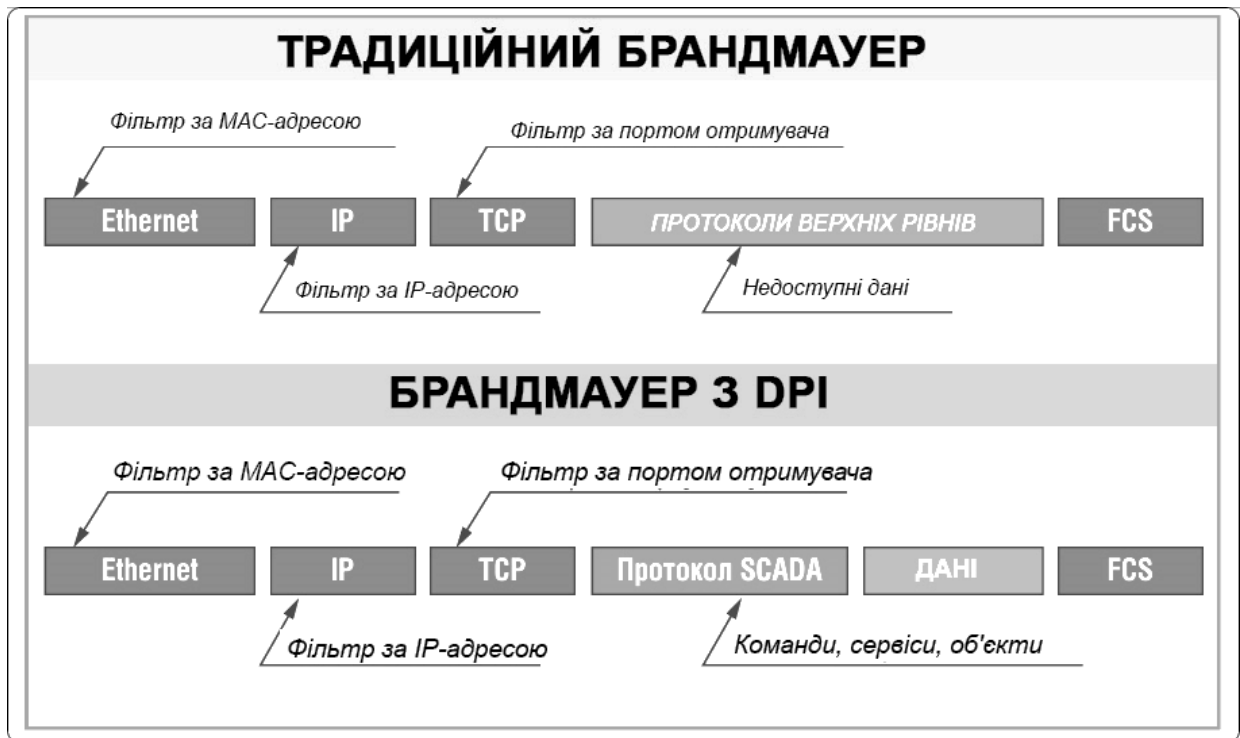 ТРАДИЦІЙНИЙ БРАНДМАУЕР
Фільтр за MAC-адресою
Фільтр за портом отримувача
Ethernet
IP
TCP
ПРОТОКОЛИ ВЕРХНІХ РІВНІВ
FCS
Фільтр за IP-адресою
Недоступні дані
БРАНДМАУЕР З DPI
Фільтр за MAC-адресою
Фільтр за портом отримувача
Ethernet
IP
TCP
Протокол SCADA
ДАНІ
FCS
Фільтр за IP-адресою
Команди, сервіси, об'єкти